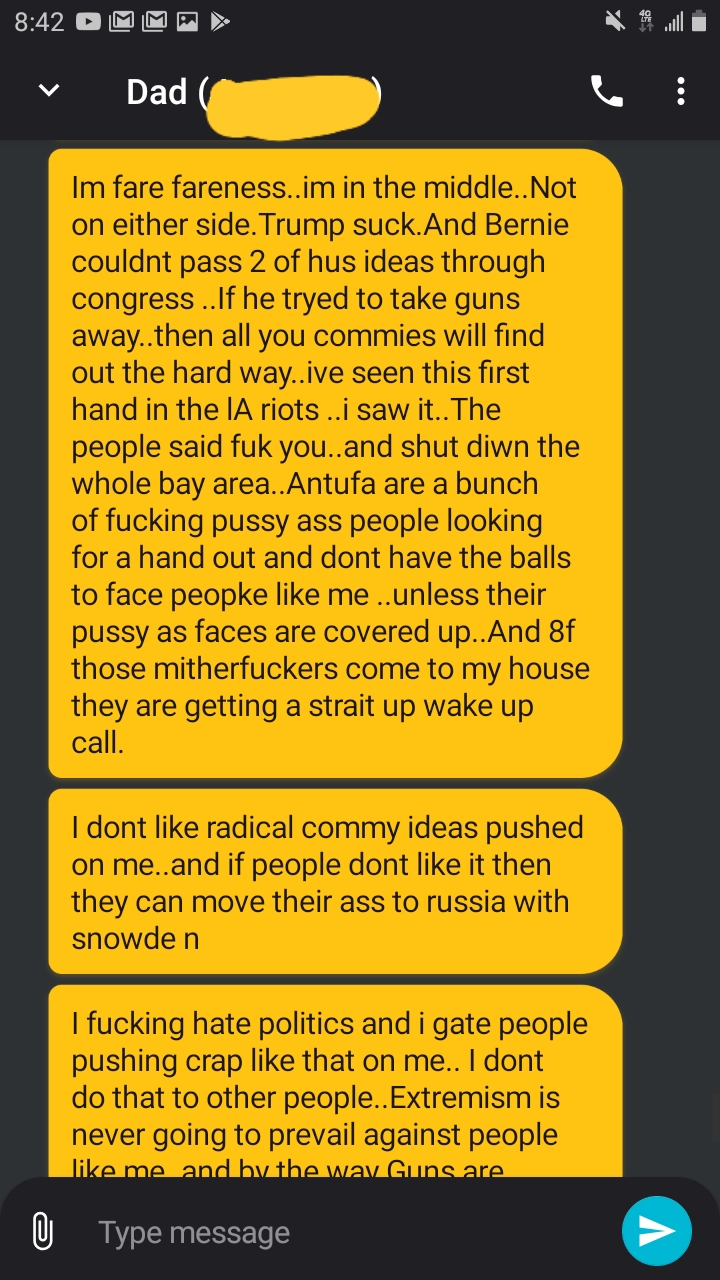 8:42
4G
LTE
Dad ( )
Im fare fareness..im in the middle..Not
on either side.Trump suck.And Bernie
couldnt pass 2 of hus ideas through
congress ..If he tryed to take guns
away..then all you commies will find
out the hard way..ive seen this first
hand in the lA riots ..i saw it..The
people said fuk you..and shut diwn the
whole bay area..Antufa are a bunch
of fucking pussy ass people looking
for a hand out and dont have the balls
to face peopke like me ..unless their
pussy as faces are covered up..And 8f
those mitherfuckers come to my house
they are getting a strait up wake up
call.
I dont like radical commy ideas pushed
on me..and if people dont like it then
they can move their ass to russia with
snowde n
I fucking hate politics and i gate people
pushing crap like that on me.. I dont
do that to other people..Extremism is
never going to prevail against people
like me..and by the way Guns are
Type message